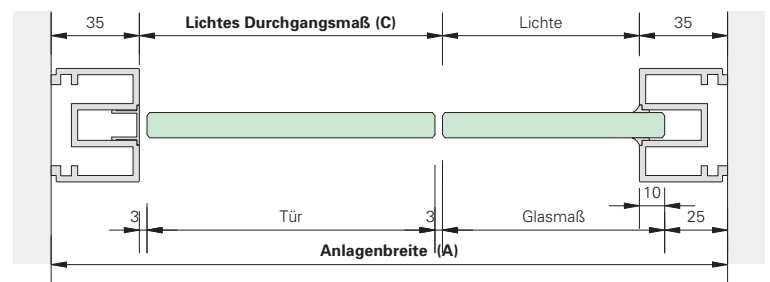 35 Lichtes Durchgangsmaß (C) Lichte 35
10
3 Tür 3 Glasmaß 25
Anlagenbreite (A)